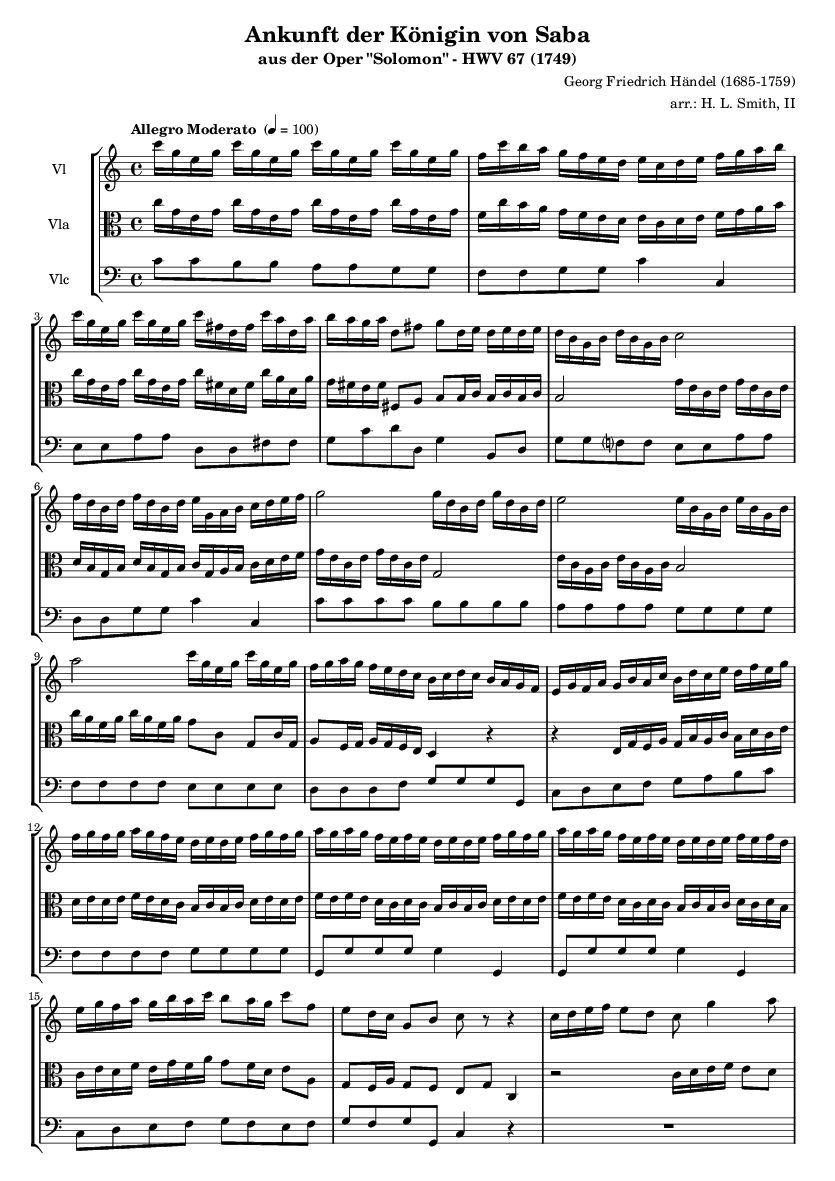 Ankunft der Königin von Saba
aus der Oper "Solomon" - HWV 67 (1749)
Georg Friedrich Händel (1685-1759)
arr.: H. L. Smith, II
Allegro Moderato (♩ = 100)
Vl
Vla
Vlc
3
6
9
12
15